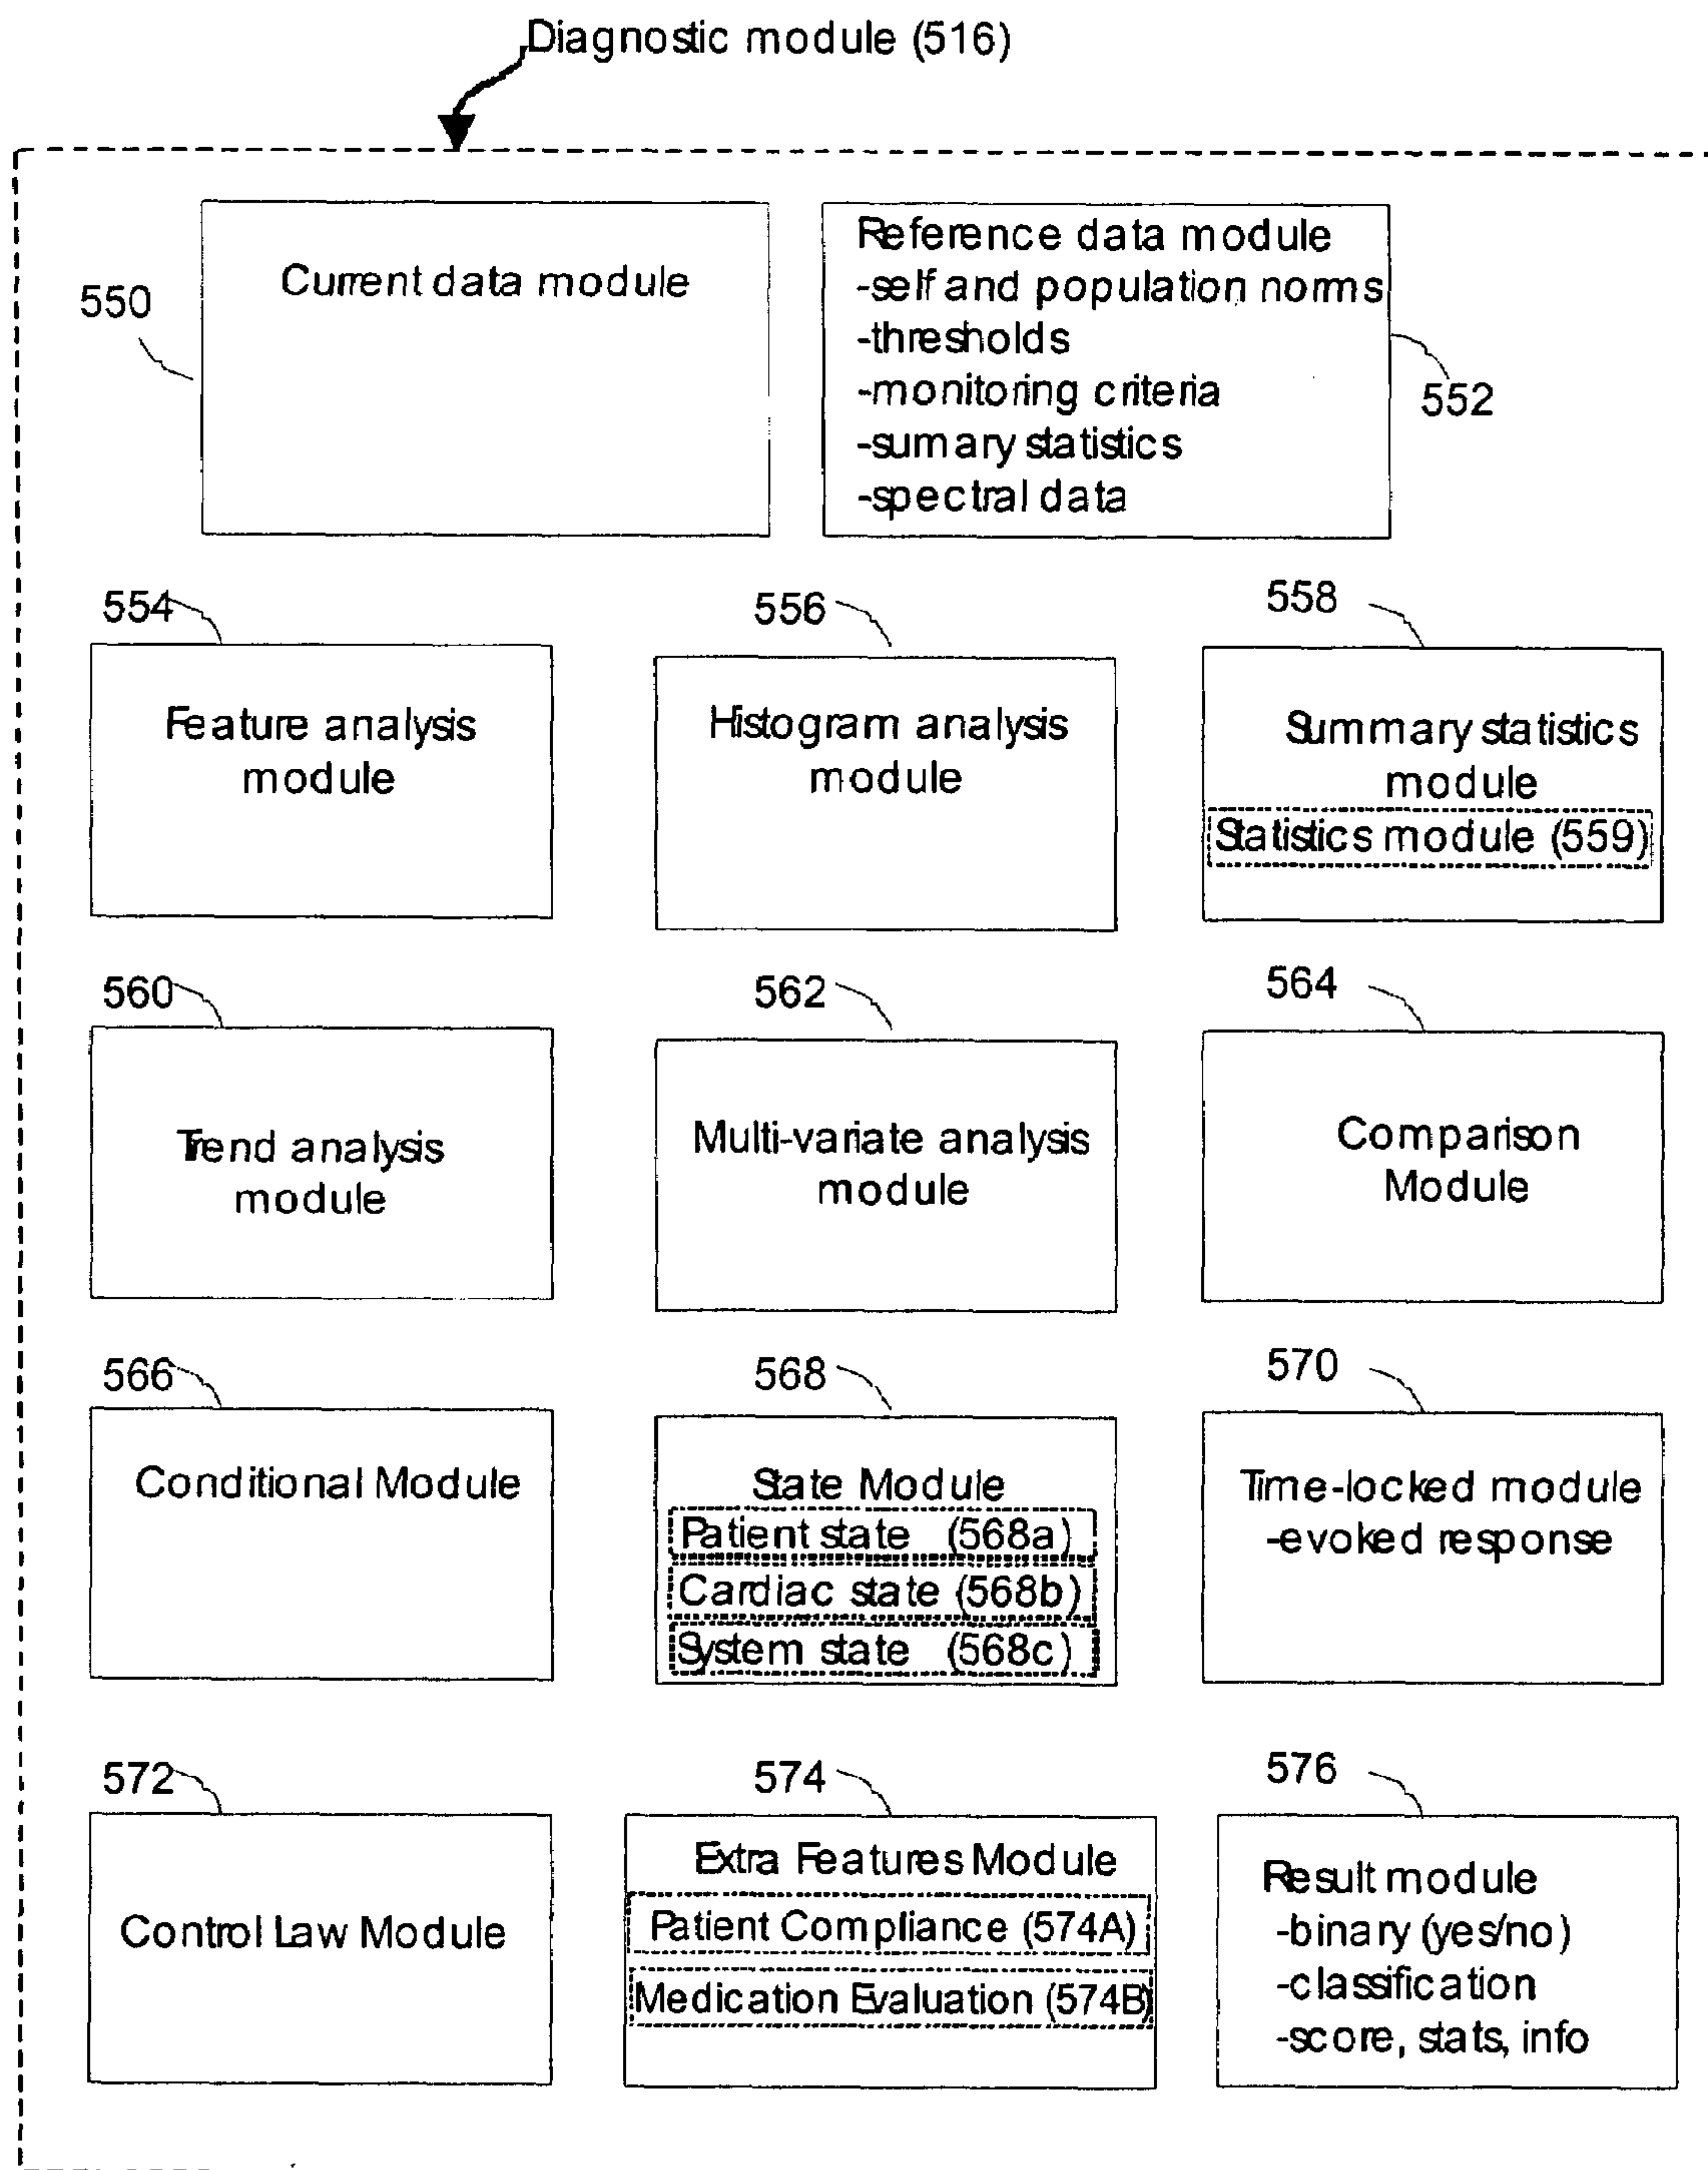 Diagnostic module (516)
550
Current data module
Reference data module
-self and population norms
-thresholds
-monitoring criteria
-sumary statistics
-spectral data
552
554
Feature analysis
module
556
Histogram analysis
module
558
Summary statistics
module
Statistics module (559)
560
Trend analysis
module
562
Multi-variate analysis
module
564
Comparison
Module
566
Conditional Module
568
State Module
Patient state (568a)
Cardiac state (568b)
System state (568c)
570
Time-locked module
-evoked response
572
Control Law Module
574
Extra Features Module
Patient Compliance (574A)
Medication Evaluation (574B)
576
Result module
-binary (yes/no)
-classification
-score, stats, info